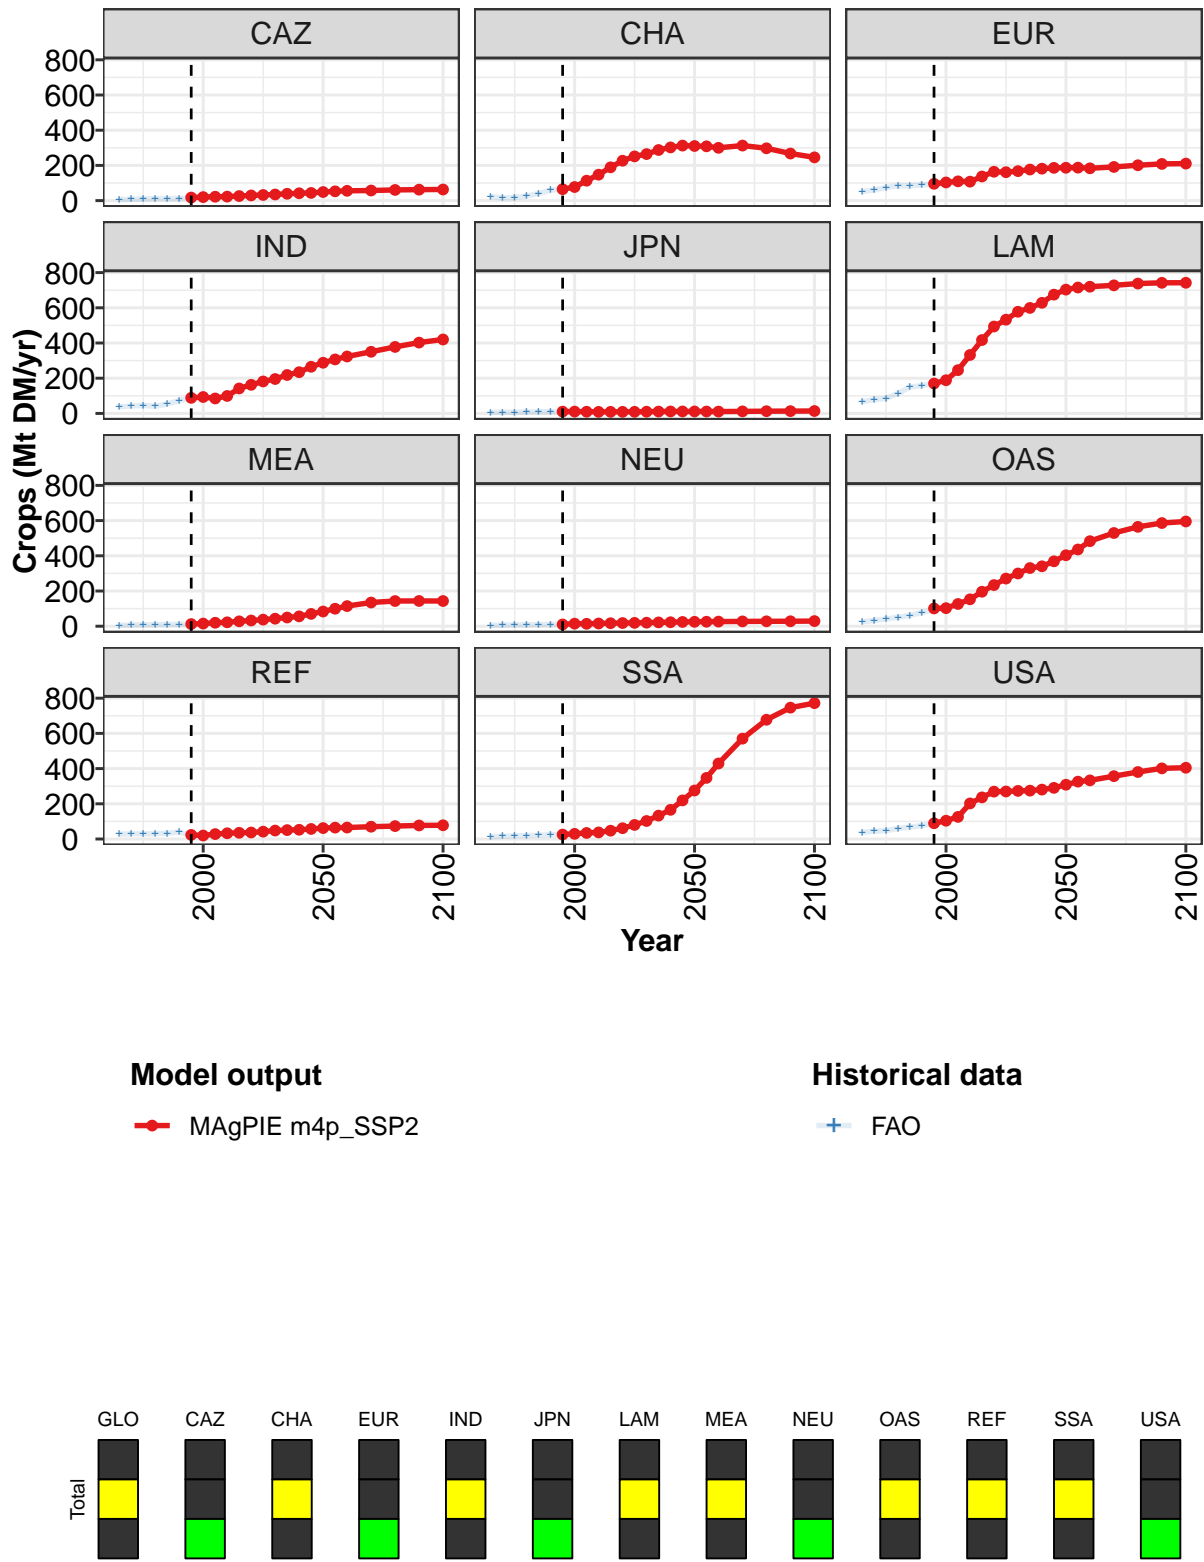 CAZ CHA EUR
800
600
400
200
0
IND JPN LAM
800
600
400
200
0
MEA NEU OAS
800
600
400
200
0
REF SSA USA
800
600
400
200
0
Crops (Mt DM/yr)
2000 2050 2100 2000 2050 2100 2000 2050 2100
Year
Model output Historical data
MAgPIE m4p_SSP2 FAO
GLO CAZ CHA EUR IND JPN LAM MEA NEU OAS REF SSA USA
Total